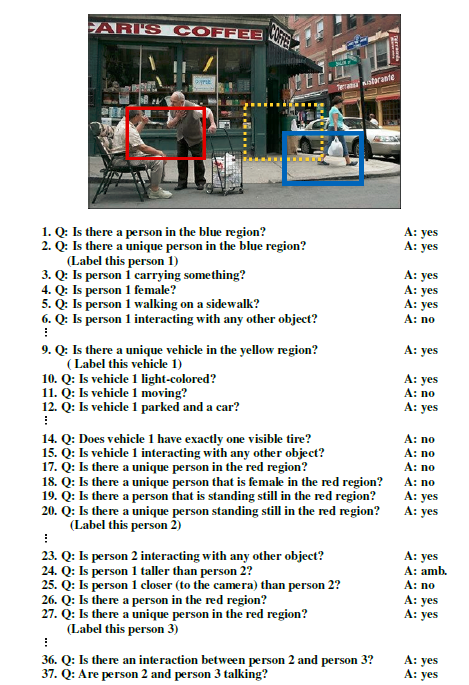 CARI'S COFFEE
COFFEE
Ristorante
1. Q: Is there a person in the blue region? A: yes
2. Q: Is there a unique person in the blue region? A: yes
(Label this person 1)
3. Q: Is person 1 carrying something? A: yes
4. Q: Is person 1 female? A: yes
5. Q: Is person 1 walking on a sidewalk? A: yes
6. Q: Is person 1 interacting with any other object? A: no
⋮
9. Q: Is there a unique vehicle in the yellow region? A: yes
( Label this vehicle 1)
10. Q: Is vehicle 1 light-colored? A: yes
11. Q: Is vehicle 1 moving? A: no
12. Q: Is vehicle 1 parked and a car? A: yes
⋮
14. Q: Does vehicle 1 have exactly one visible tire? A: no
15. Q: Is vehicle 1 interacting with any other object? A: no
17. Q: Is there a unique person in the red region? A: no
18. Q: Is there a unique person that is female in the red region? A: no
19. Q: Is there a person that is standing still in the red region? A: yes
20. Q: Is there a unique person standing still in the red region? A: yes
(Label this person 2)
⋮
23. Q: Is person 2 interacting with any other object? A: yes
24. Q: Is person 1 taller than person 2? A: amb.
25. Q: Is person 1 closer (to the camera) than person 2? A: no
26. Q: Is there a person in the red region? A: yes
27. Q: Is there a unique person in the red region? A: yes
(Label this person 3)
⋮
36. Q: Is there an interaction between person 2 and person 3? A: yes
37. Q: Are person 2 and person 3 talking? A: yes